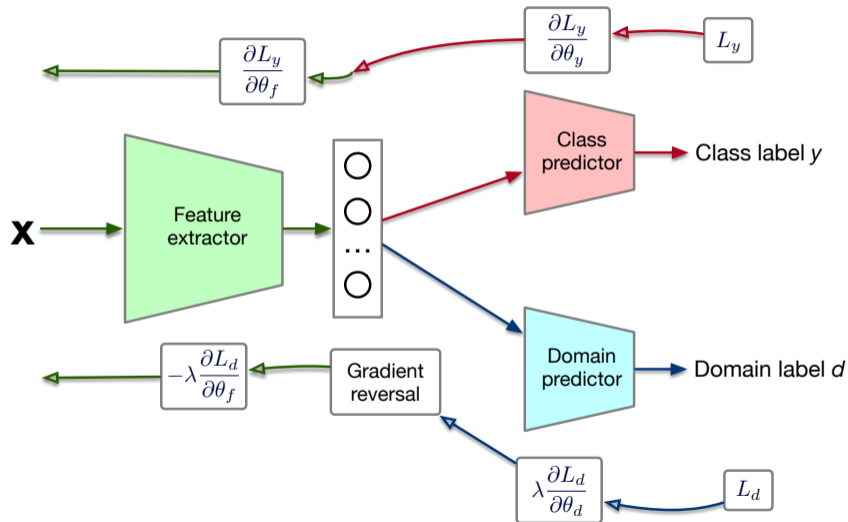 ∂L_y/∂θ_f
∂L_y/∂θ_y
L_y
Class
predictor
Class label y
x
Feature
extractor
...
Domain
predictor
Domain label d
-λ ∂L_d/∂θ_f
Gradient
reversal
λ ∂L_d/∂θ_d
L_d